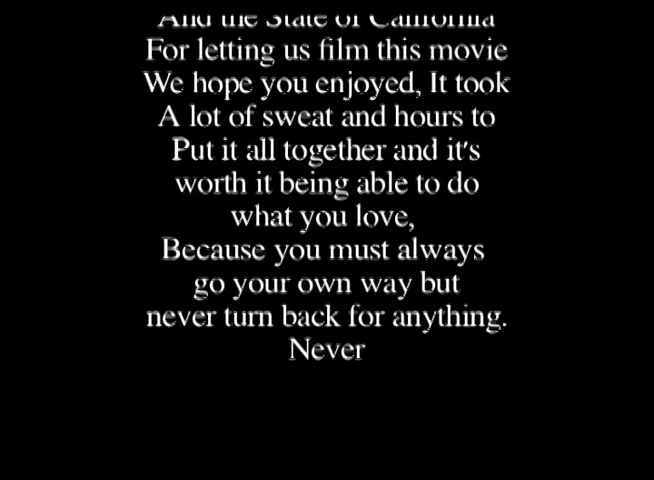 And the State of California
For letting us film this movie
We hope you enjoyed, It took
A lot of sweat and hours to
Put it all together and it's
worth it being able to do
what you love,
Because you must always
go your own way but
never turn back for anything.
Never